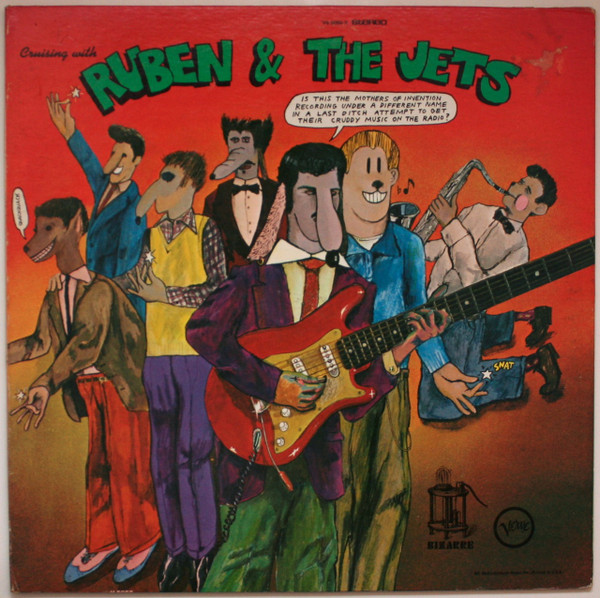 STEREO
Cruising with
RUBEN & THE JETS
IS THIS THE MOTHERS OF INVENTION
RECORDING UNDER A DIFFERENT NAME
IN A LAST DITCH ATTEMPT TO GET
THEIR CRUDDY MUSIC ON THE RADIO?
SNAT
BIZARRE
Verve